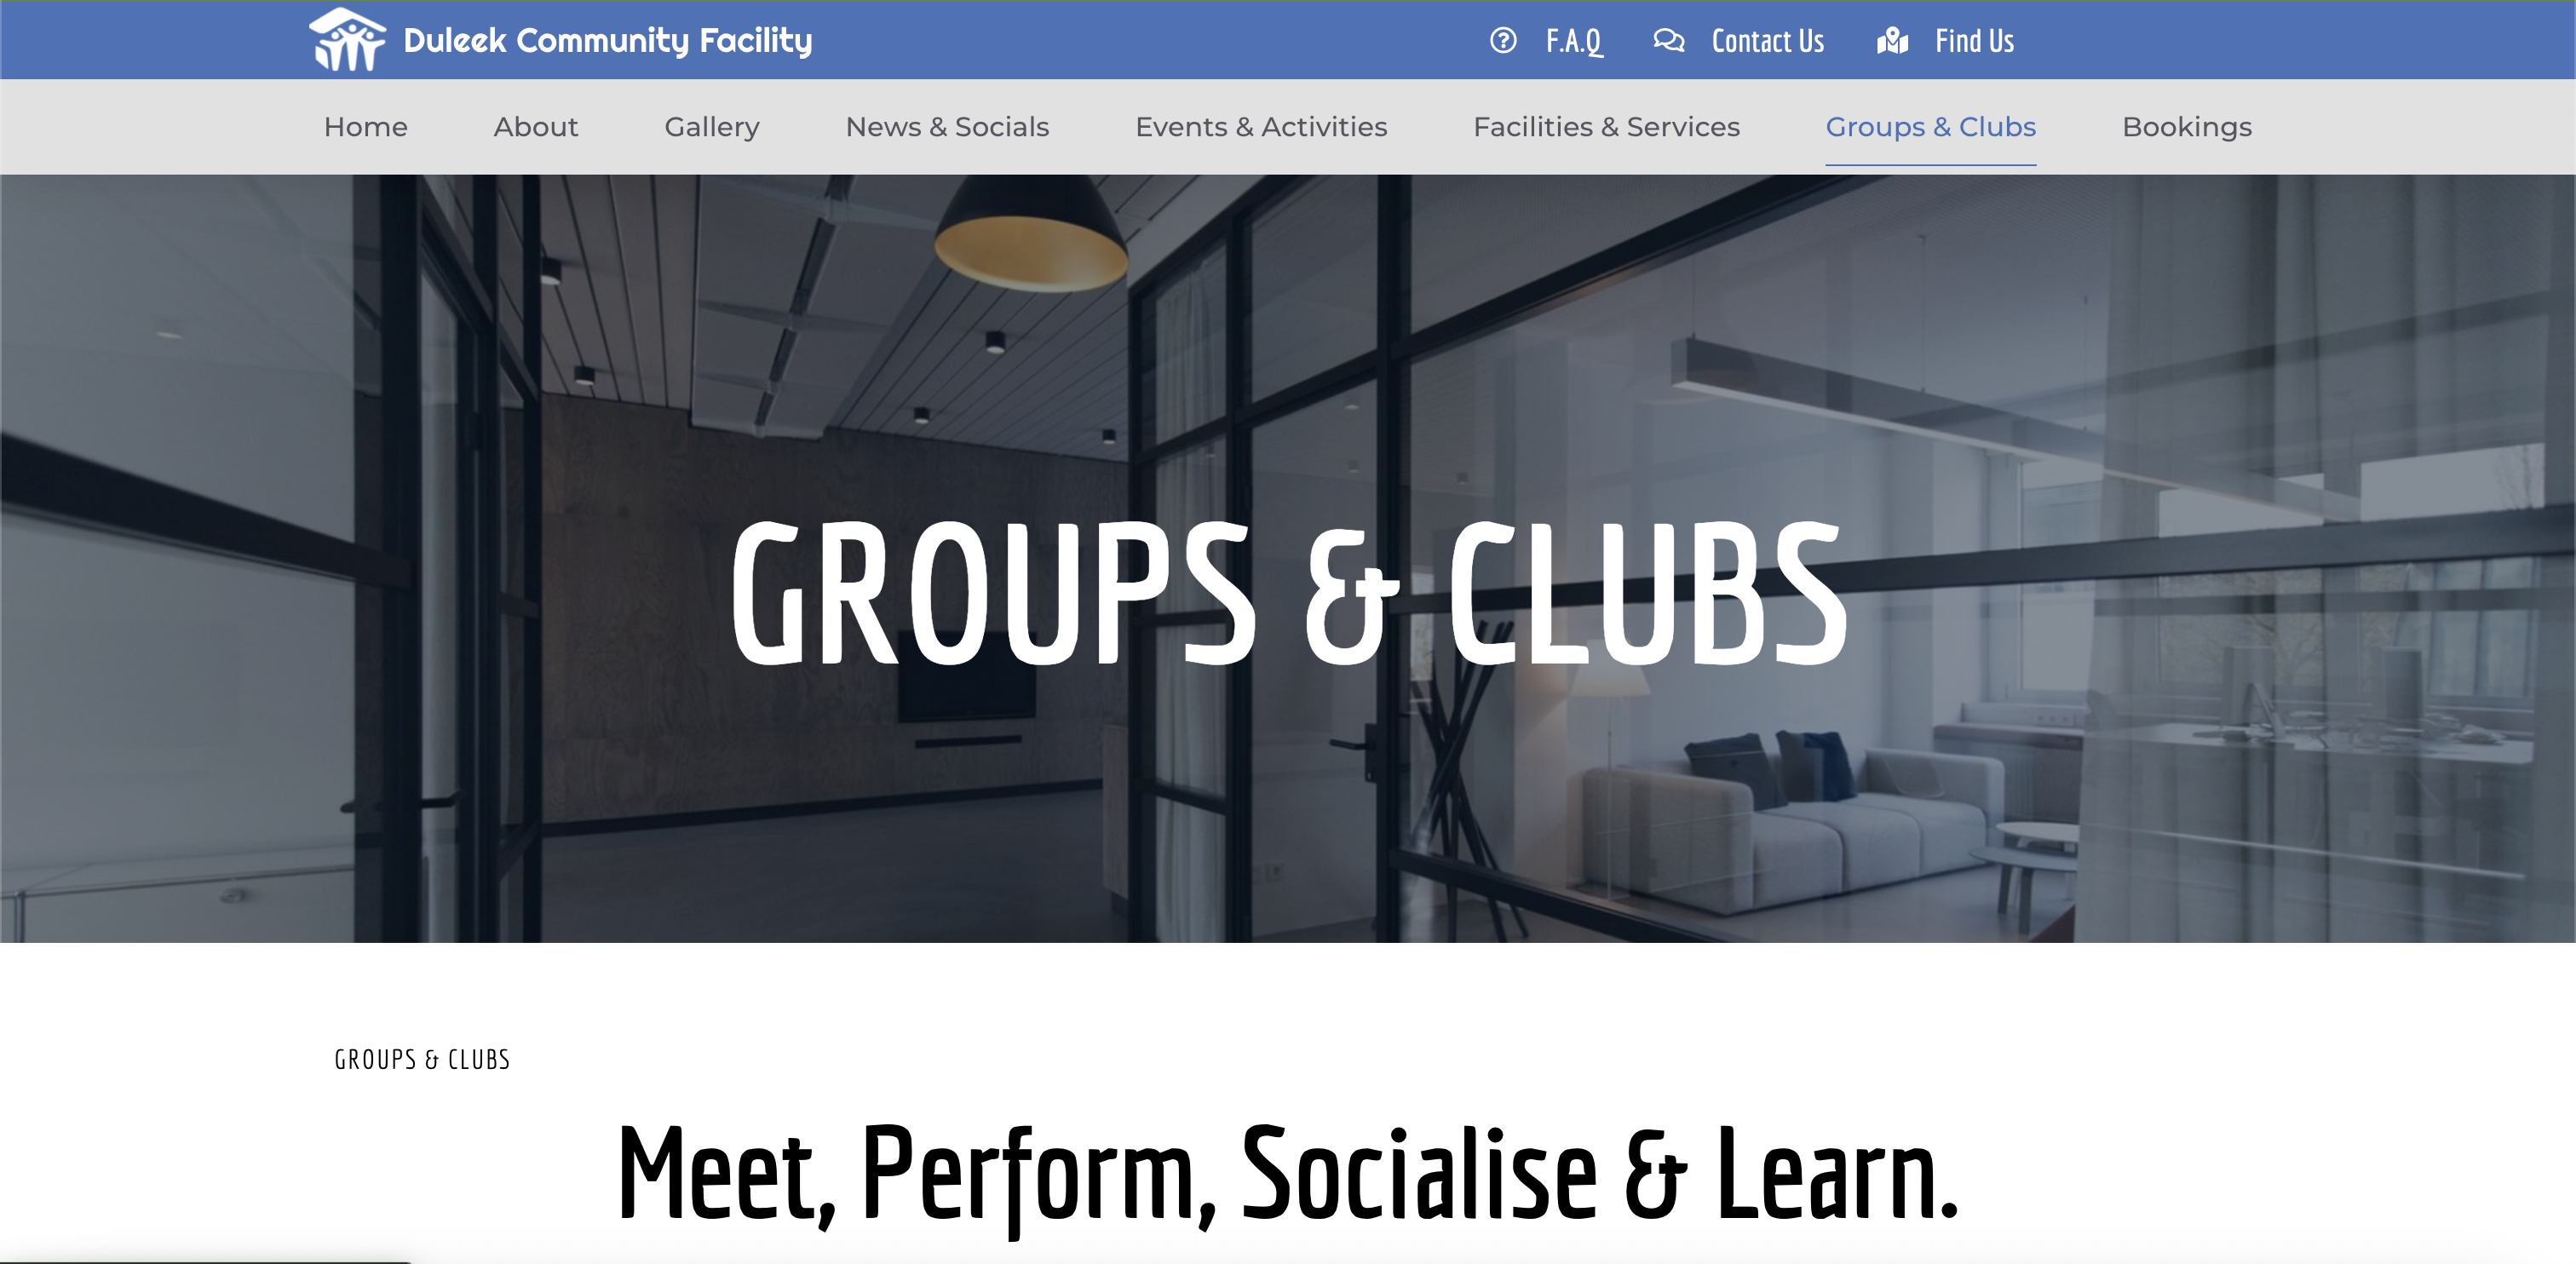 Duleek Community Facility
F.A.Q
Contact Us
Find Us
Home
About
Gallery
News & Socials
Events & Activities
Facilities & Services
Groups & Clubs
Bookings
GROUPS & CLUBS
GROUPS & CLUBS
Meet, Perform, Socialise & Learn.